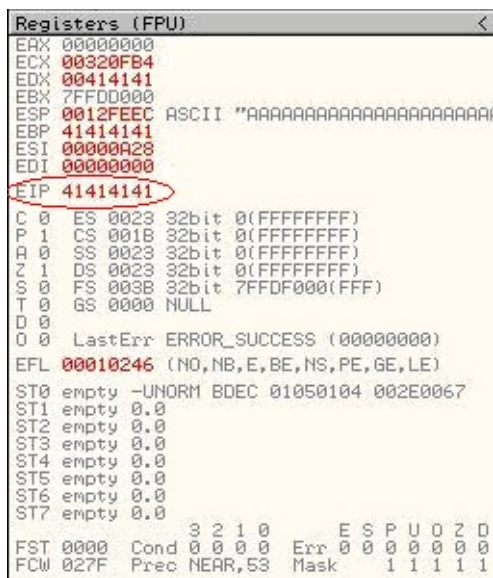 Registers (FPU) <
EAX 00000000
ECX 00320FB4
EDX 00414141
EBX 7FFDD000
ESP 0012FEEC ASCII "AAAAAAAAAAAAAAAAAAAAAA
EBP 41414141
ESI 00000A28
EDI 00000000
EIP 41414141
C 0 ES 0023 32bit 0(FFFFFFFF)
P 1 CS 001B 32bit 0(FFFFFFFF)
A 0 SS 0023 32bit 0(FFFFFFFF)
Z 1 DS 0023 32bit 0(FFFFFFFF)
S 0 FS 003B 32bit 7FFDF000(FFF)
T 0 GS 0000 NULL
D 0
O 0 LastErr ERROR_SUCCESS (00000000)
EFL 00010246 (NO,NB,E,BE,NS,PE,GE,LE)
ST0 empty -UNORM BDEC 01050104 002E0067
ST1 empty 0.0
ST2 empty 0.0
ST3 empty 0.0
ST4 empty 0.0
ST5 empty 0.0
ST6 empty 0.0
ST7 empty 0.0
3 2 1 0 E S P U O Z D
FST 0000 Cond 0 0 0 0 Err 0 0 0 0 0 0 0
FCW 027F Prec NEAR,53 Mask 1 1 1 1 1